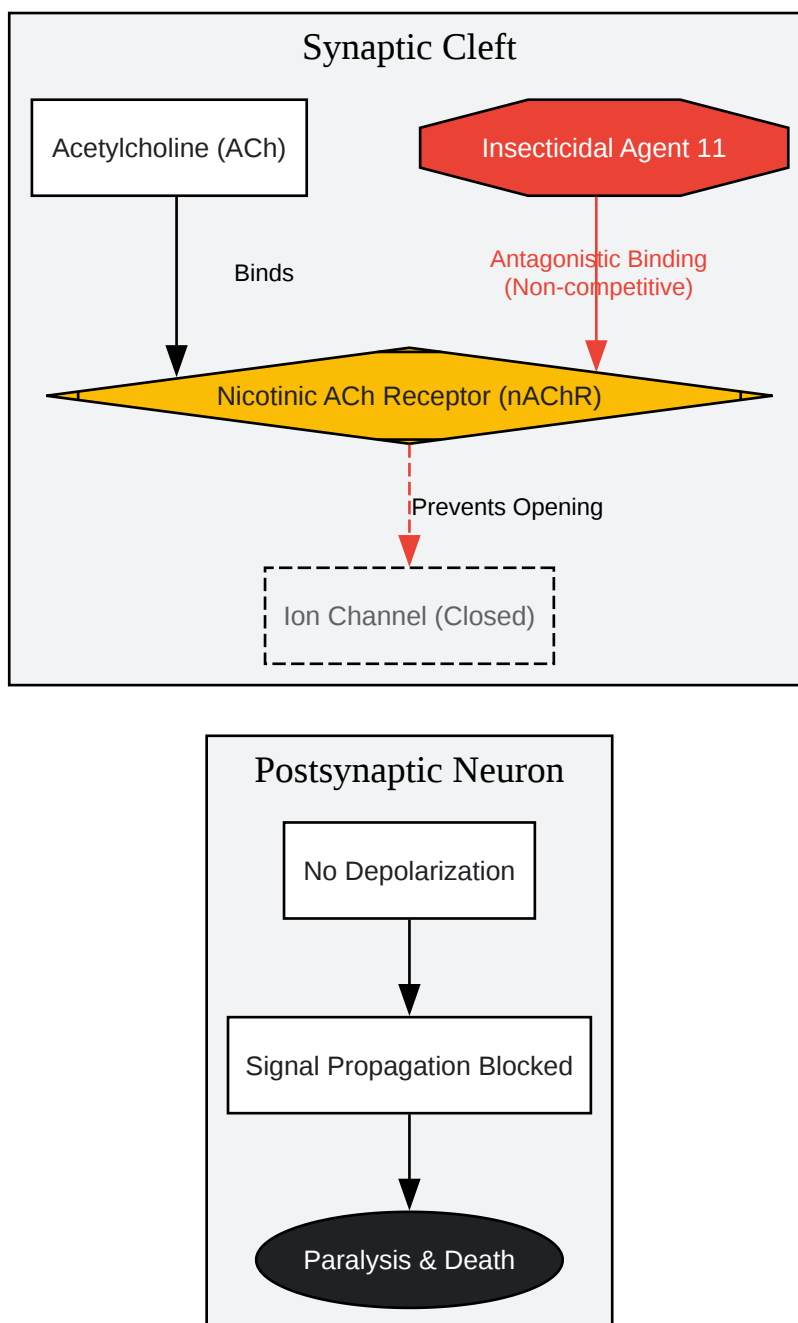 Synaptic Cleft
Acetylcholine (ACh)
Insecticidal Agent 11
Binds
Antagonistic Binding
(Non-competitive)
Nicotinic ACh Receptor (nAChR)
Prevents Opening
Ion Channel (Closed)
Postsynaptic Neuron
No Depolarization
Signal Propagation Blocked
Paralysis & Death